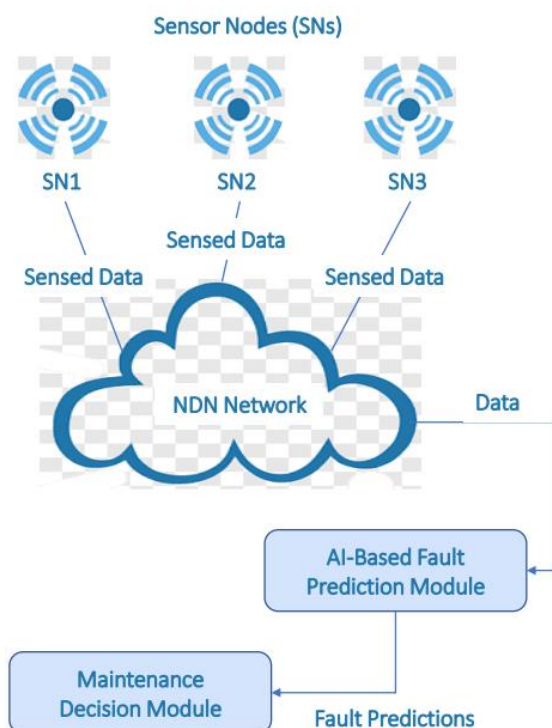 Sensor Nodes (SNs)
SN1
SN2
SN3
Sensed Data
Sensed Data
Sensed Data
NDN Network
Data
AI-Based Fault
Prediction Module
Maintenance
Decision Module
Fault Predictions